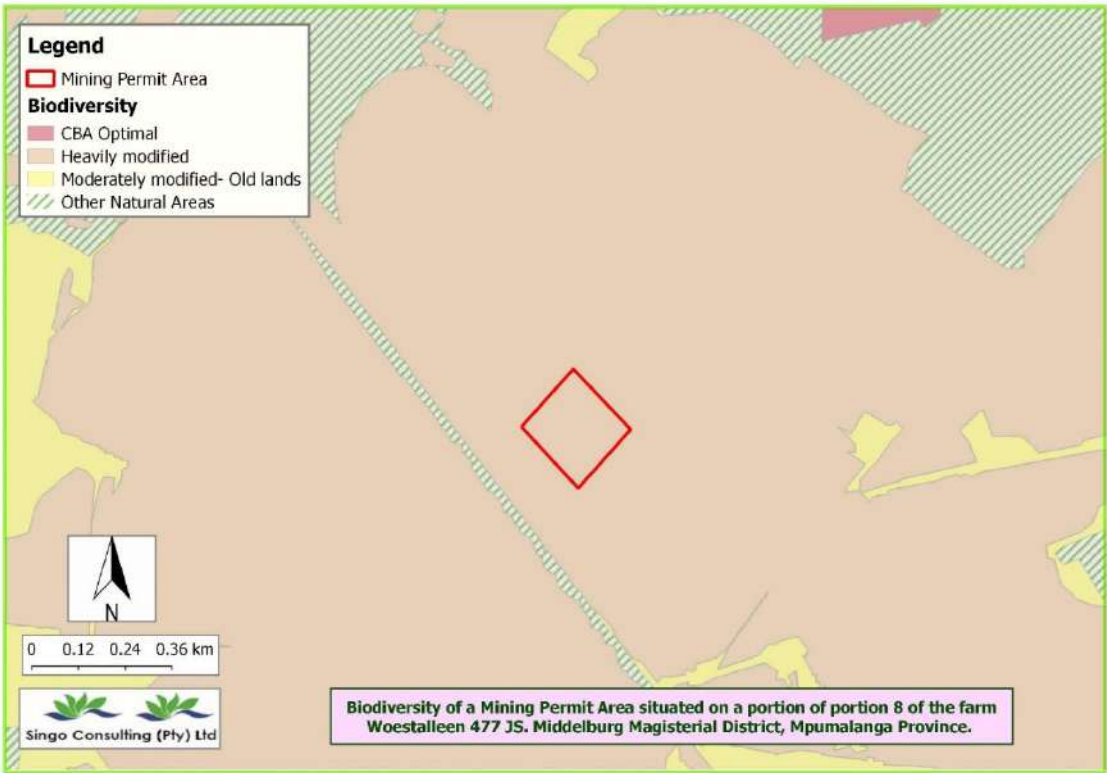 Legend
Mining Permit Area
Biodiversity
CBA Optimal
Heavily modified
Moderately modified- Old lands
Other Natural Areas
N
0 0.12 0.24 0.36 km
Singo Consulting (Pty) Ltd
Biodiversity of a Mining Permit Area situated on a portion of portion 8 of the farm
Woestalleen 477 JS. Middelburg Magisterial District, Mpumalanga Province.